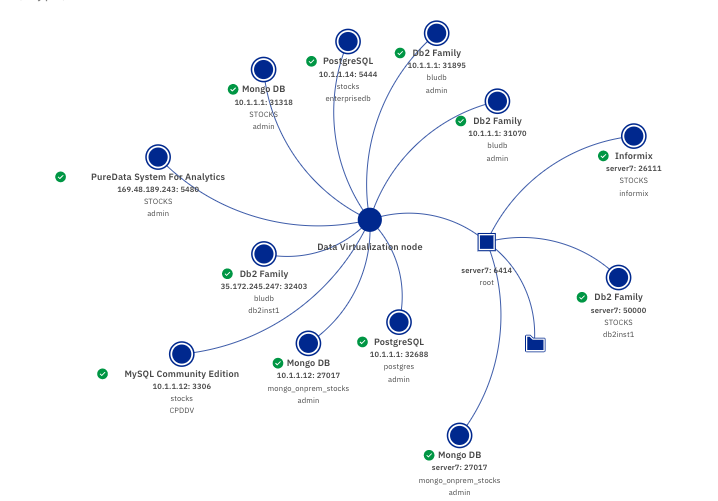 Db2 Family
10.1.1.1: 31895
bludb
admin
PostgreSQL
10.1.1.14: 5444
stocks
enterprisedb
Mongo DB
10.1.1.1: 31318
STOCKS
admin
Db2 Family
10.1.1.1: 31070
bludb
admin
Informix
server7: 26111
STOCKS
informix
PureData System For Analytics
169.48.189.243: 5480
STOCKS
admin
Data Virtualization node
server7: 6414
root
Db2 Family
35.172.245.247: 32403
bludb
db2inst1
Db2 Family
server7: 50000
STOCKS
db2inst1
PostgreSQL
10.1.1.1: 32688
postgres
admin
Mongo DB
10.1.1.12: 27017
mongo_onprem_stocks
admin
MySQL Community Edition
10.1.1.12: 3306
stocks
CPDDV
Mongo DB
server7: 27017
mongo_onprem_stocks
admin